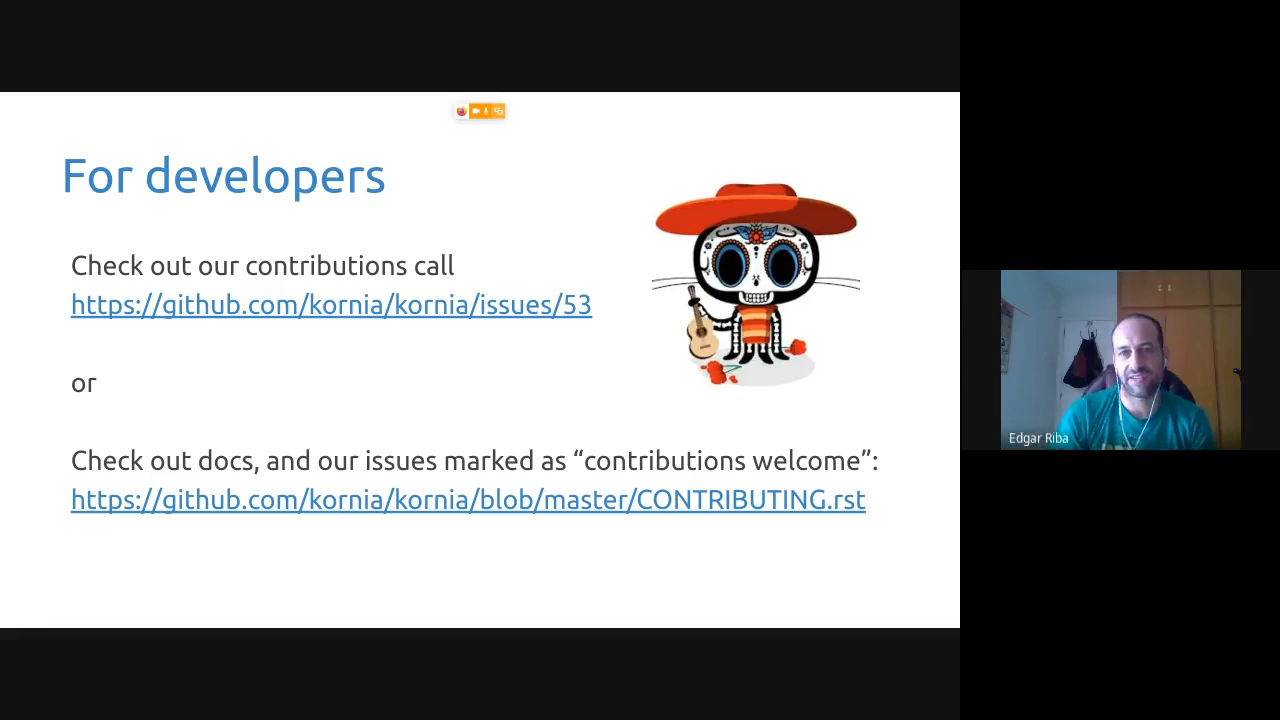 For developers
Check out our contributions call
https://github.com/kornia/kornia/issues/53
or
Check out docs, and our issues marked as “contributions welcome”:
https://github.com/kornia/kornia/blob/master/CONTRIBUTING.rst
Edgar Riba